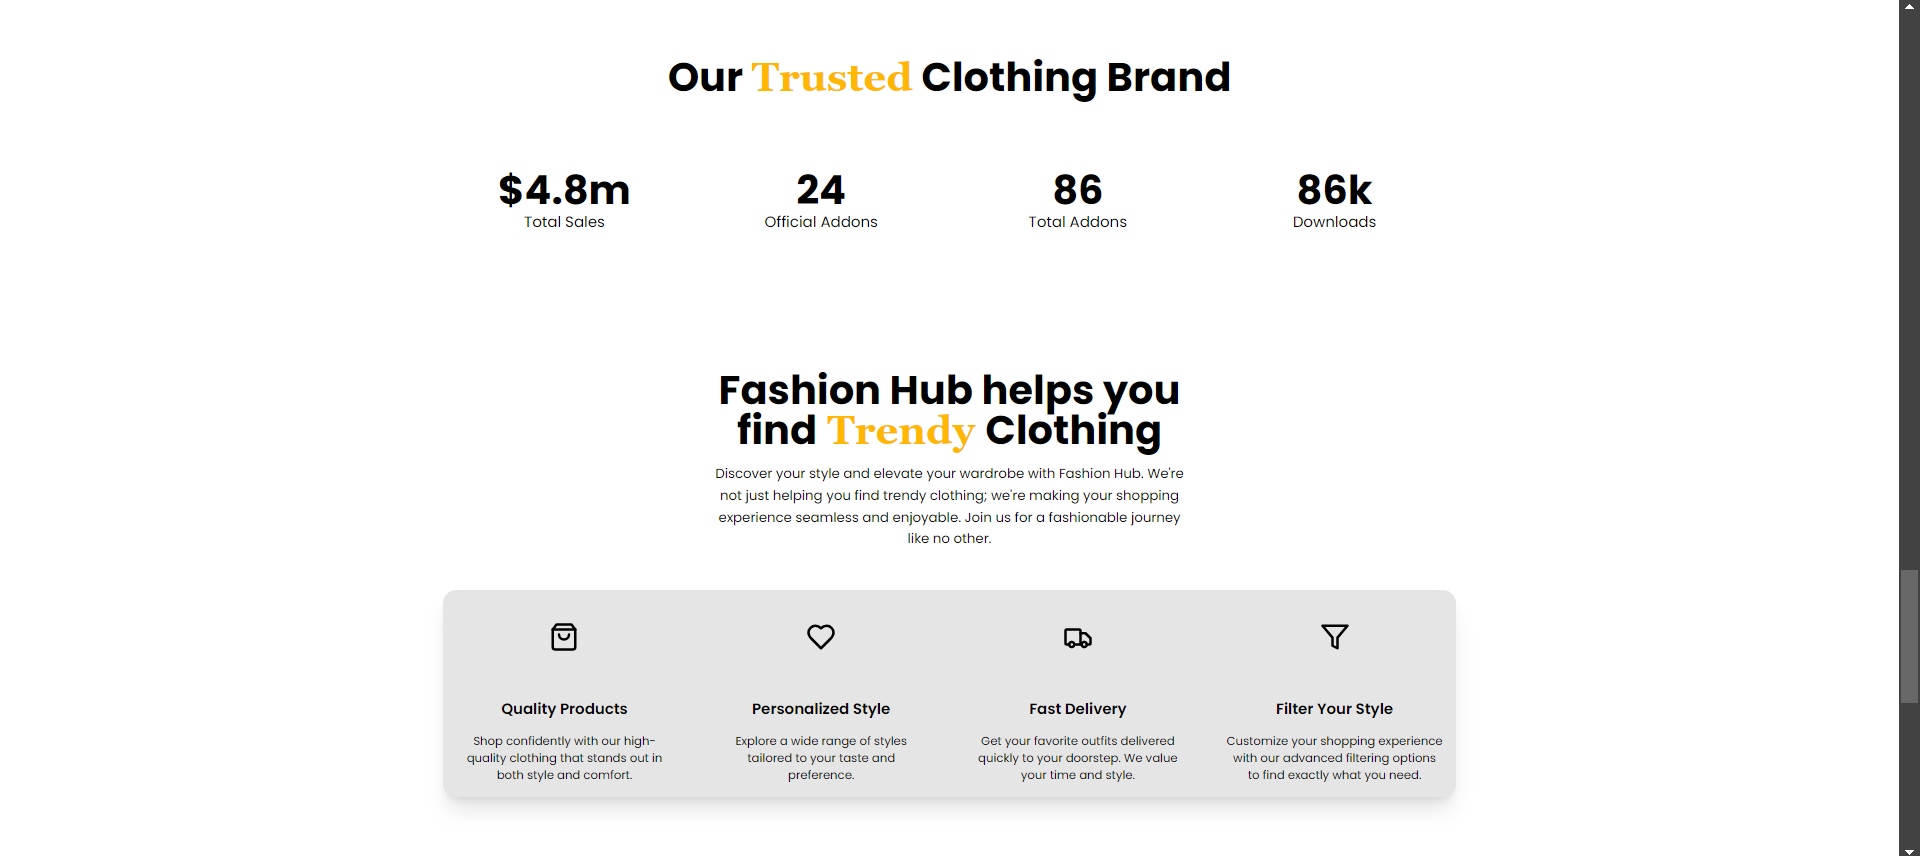 Our Trusted Clothing Brand
$4.8m
Total Sales
24
Official Addons
86
Total Addons
86k
Downloads
Fashion Hub helps you
find Trendy Clothing
Discover your style and elevate your wardrobe with Fashion Hub. We're
not just helping you find trendy clothing; we're making your shopping
experience seamless and enjoyable. Join us for a fashionable journey
like no other.
Quality Products
Shop confidently with our high-
quality clothing that stands out in
both style and comfort.
Personalized Style
Explore a wide range of styles
tailored to your taste and
preference.
Fast Delivery
Get your favorite outfits delivered
quickly to your doorstep. We value
your time and style.
Filter Your Style
Customize your shopping experience
with our advanced filtering options
to find exactly what you need.